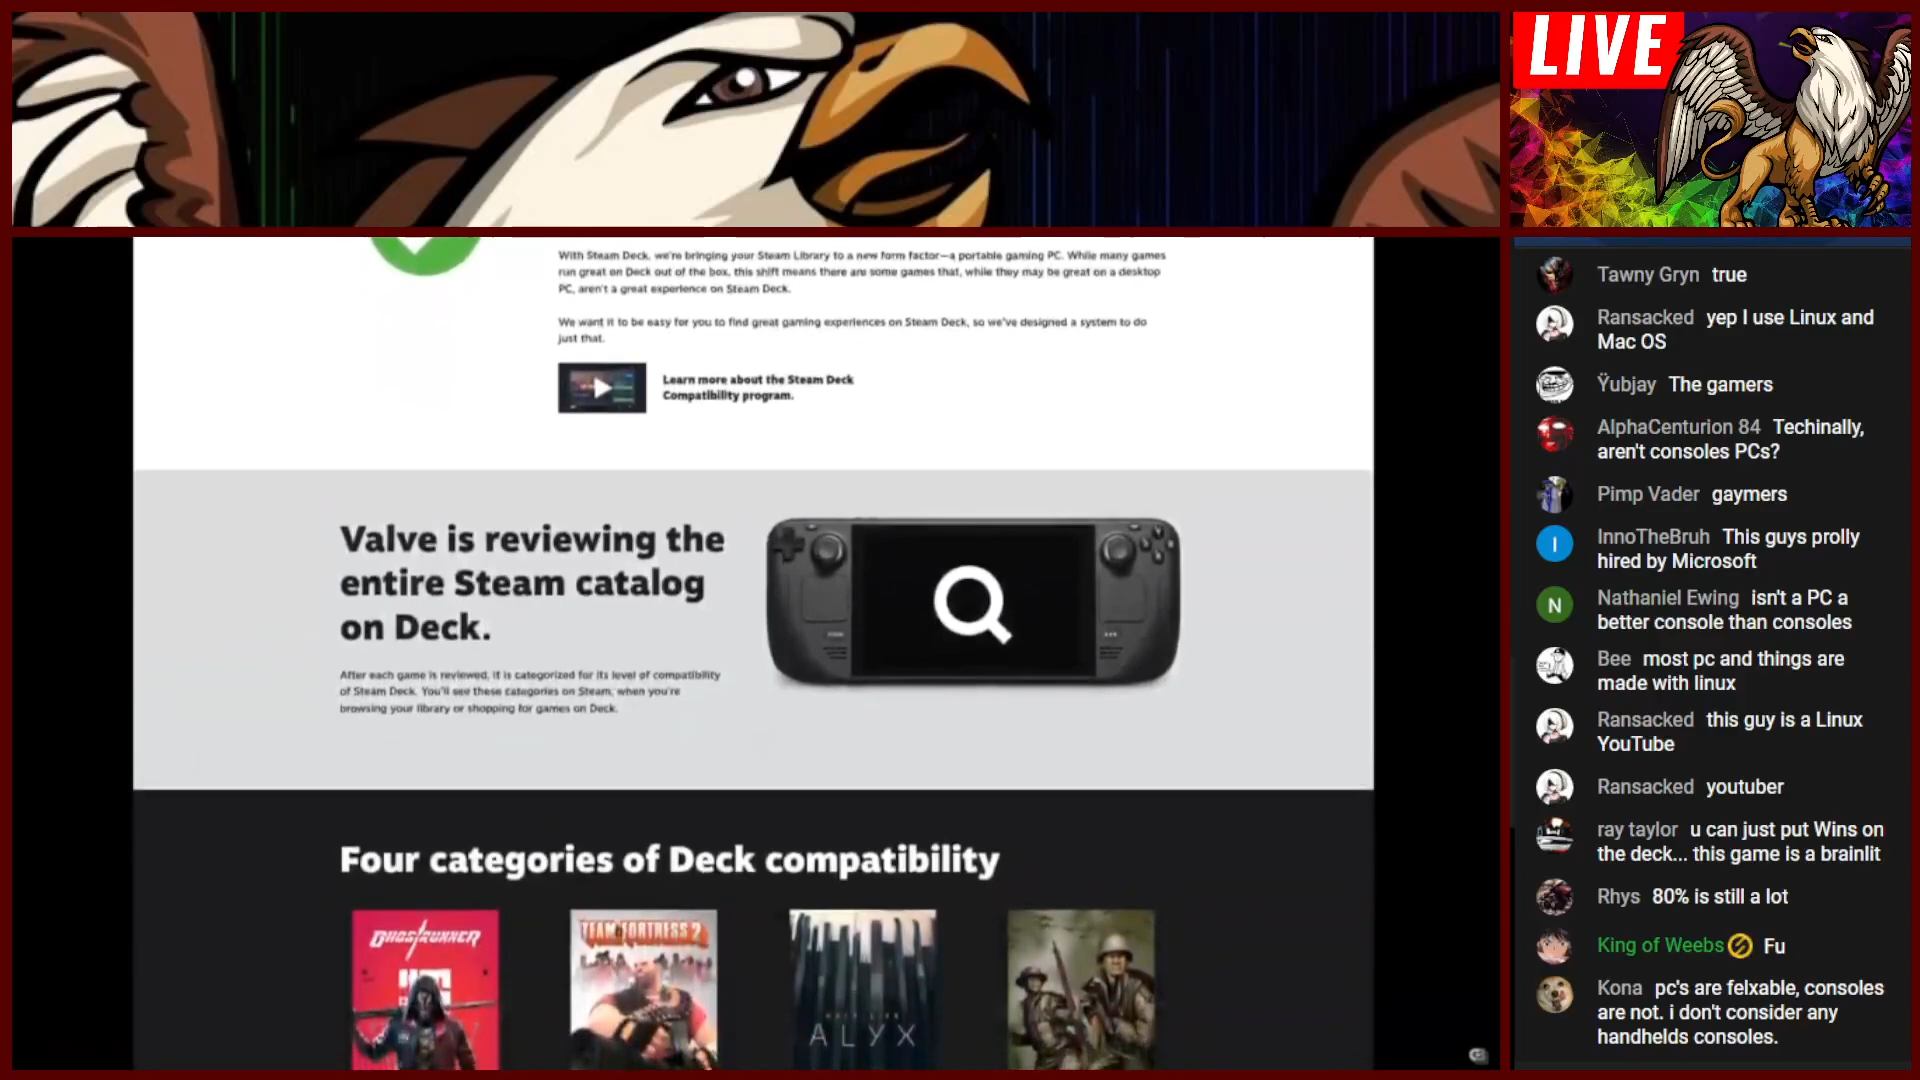 LIVE
With Steam Deck, we're bringing your Steam Library to a new form factor—a portable gaming PC. While many games
run great on Deck out of the box, this shift means there are some games that, while they may be great on a desktop
PC, aren't a great experience on Steam Deck.
We want it to be easy for you to find great gaming experiences on Steam Deck, so we've designed a system to do
just that.
Learn more about the Steam Deck
Compatibility program.
Valve is reviewing the
entire Steam catalog
on Deck.
After each game is reviewed, it is categorized for its level of compatibility
of Steam Deck. You'll see these categories on Steam, when you're
browsing your library or shopping for games on Deck.
Four categories of Deck compatibility
GHOSTRUNNER
TEAM FORTRESS 2
HALF-LIFE
ALYX
Tawny Gryn true
Ransacked yep I use Linux and
Mac OS
Ÿubjay The gamers
AlphaCenturion 84 Techinally,
aren't consoles PCs?
Pimp Vader gaymers
I
InnoTheBruh This guys prolly
hired by Microsoft
N
Nathaniel Ewing isn't a PC a
better console than consoles
Bee most pc and things are
made with linux
Ransacked this guy is a Linux
YouTube
Ransacked youtuber
ray taylor u can just put Wins on
the deck... this game is a brainlit
Rhys 80% is still a lot
King of Weebs Fu
Kona pc's are felxable, consoles
are not. i don't consider any
handhelds consoles.